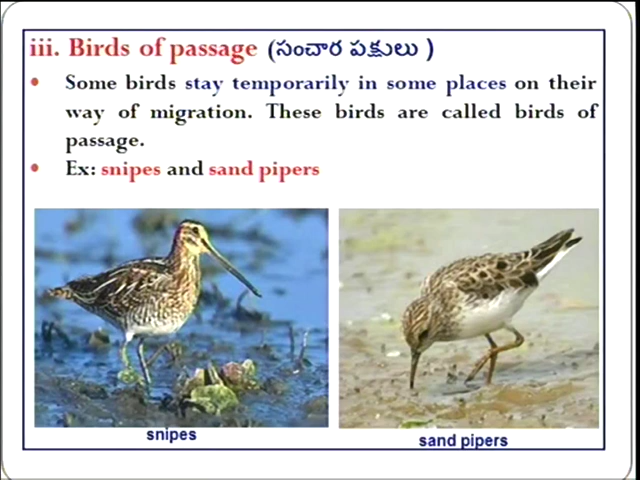 iii. Birds of passage (సంచార పక్షులు )
• Some birds stay temporarily in some places on their
way of migration. These birds are called birds of
passage.
• Ex: snipes and sand pipers
snipes
sand pipers